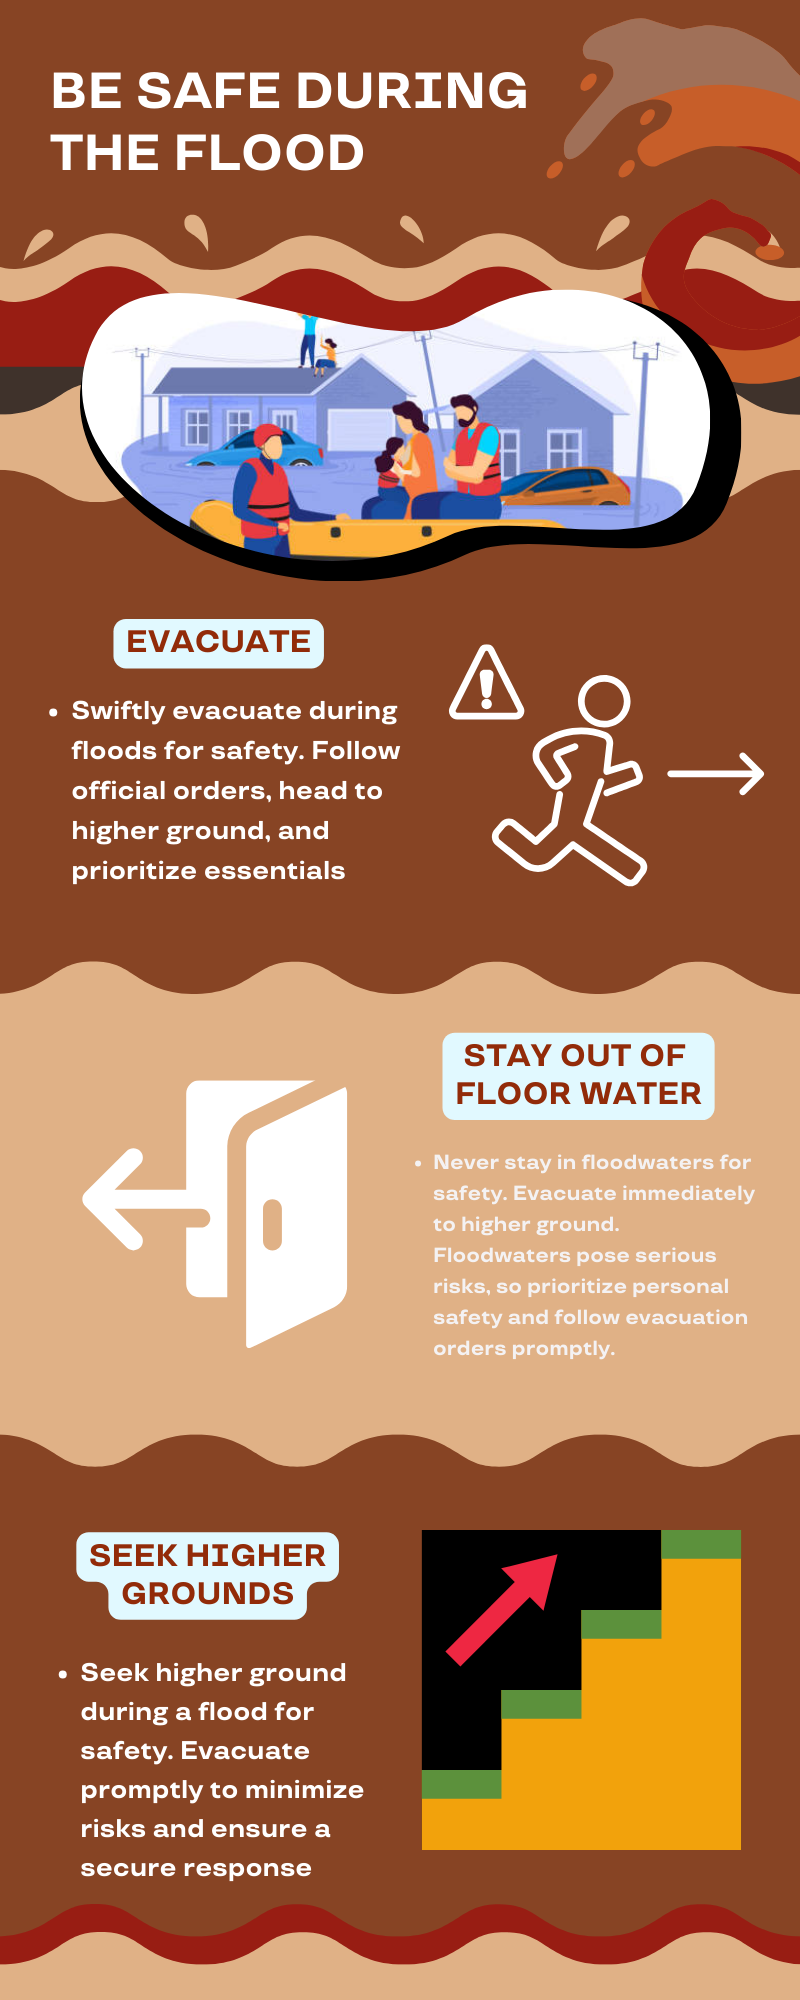 BE SAFE DURING
THE FLOOD
EVACUATE
• Swiftly evacuate during
floods for safety. Follow
official orders, head to
higher ground, and
prioritize essentials
STAY OUT OF
FLOOR WATER
• Never stay in floodwaters for
safety. Evacuate immediately
to higher ground.
Floodwaters pose serious
risks, so prioritize personal
safety and follow evacuation
orders promptly.
SEEK HIGHER
GROUNDS
• Seek higher ground
during a flood for
safety. Evacuate
promptly to minimize
risks and ensure a
secure response